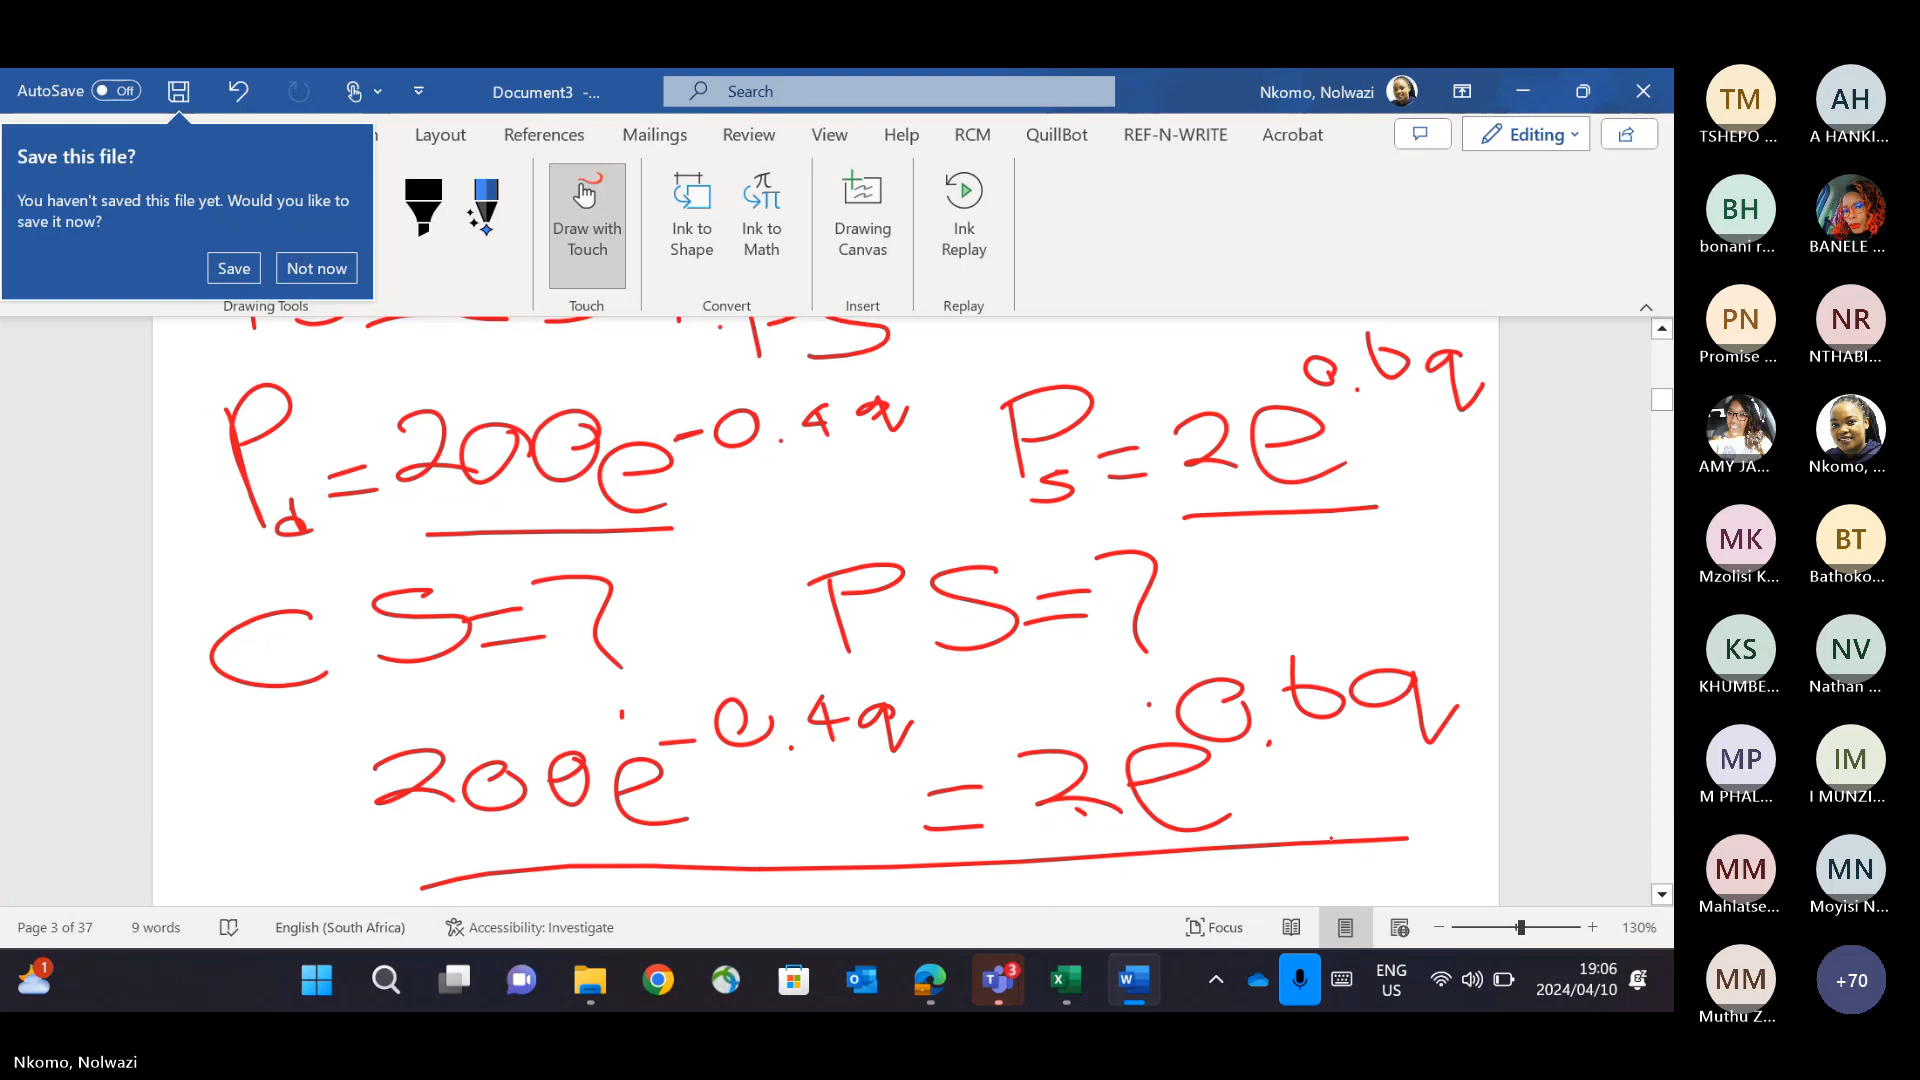 AutoSave Off Document3 -... Search Nkomo, Nolwazi
Save this file?
You haven't saved this file yet. Would you like to
save it now?
Save Not now
Layout References Mailings Review View Help RCM QuillBot REF-N-WRITE Acrobat Editing
Draw with
Touch
Ink to
Shape
Ink to
Math
Drawing
Canvas
Ink
Replay
Drawing Tools Touch Convert Insert Replay
P_d = 200e^-0.4q P_s = 2e^0.6q
CS=? PS=?
200e^-0.4q = 2e^0.6q
Page 3 of 37 9 words English (South Africa) Accessibility: Investigate Focus 130%
1 3 ENG
US
19:06
2024/04/10
Nkomo, Nolwazi
TM AH
TSHEPO ... A HANKI...
BH
bonani r... BANELE ...
PN NR
Promise ... NTHABI...
AMY JA... Nkomo, ...
MK BT
Mzolisi K... Bathoko...
KS NV
KHUMBE... Nathan ...
MP IM
M PHAL... I MUNZI...
MM MN
Mahlatse... Moyisi N...
MM +70
Muthu Z...